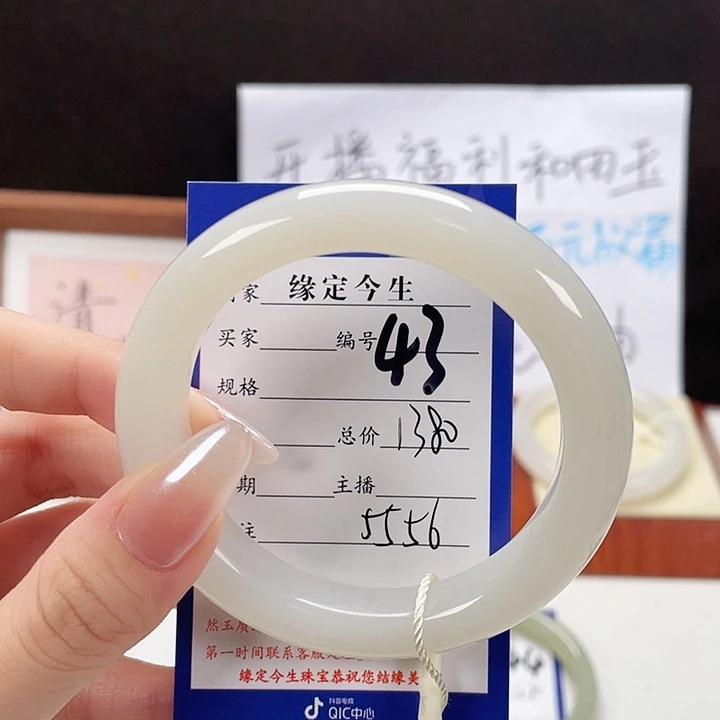 开播福利和田玉
请
家 缘定今生
买家 编号 43
规格
总价 1380
期 主播
注 5556
然玉质
第一时间联系客服处理
缘定今生珠宝恭祝您结缘美
抖音电商
QIC中心
44